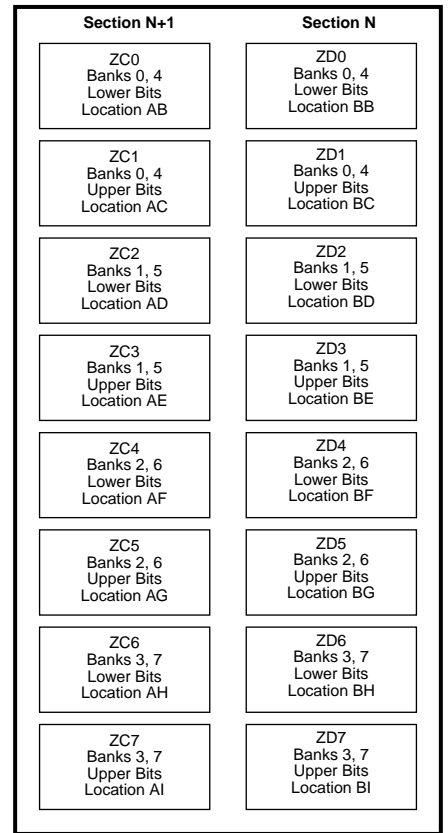 Section N+1
Section N
ZC0
Banks 0, 4
Lower Bits
Location AB
ZD0
Banks 0, 4
Lower Bits
Location BB
ZC1
Banks 0, 4
Upper Bits
Location AC
ZD1
Banks 0, 4
Upper Bits
Location BC
ZC2
Banks 1, 5
Lower Bits
Location AD
ZD2
Banks 1, 5
Lower Bits
Location BD
ZC3
Banks 1, 5
Upper Bits
Location AE
ZD3
Banks 1, 5
Upper Bits
Location BE
ZC4
Banks 2, 6
Lower Bits
Location AF
ZD4
Banks 2, 6
Lower Bits
Location BF
ZC5
Banks 2, 6
Upper Bits
Location AG
ZD5
Banks 2, 6
Upper Bits
Location BG
ZC6
Banks 3, 7
Lower Bits
Location AH
ZD6
Banks 3, 7
Lower Bits
Location BH
ZC7
Banks 3, 7
Upper Bits
Location AI
ZD7
Banks 3, 7
Upper Bits
Location BI